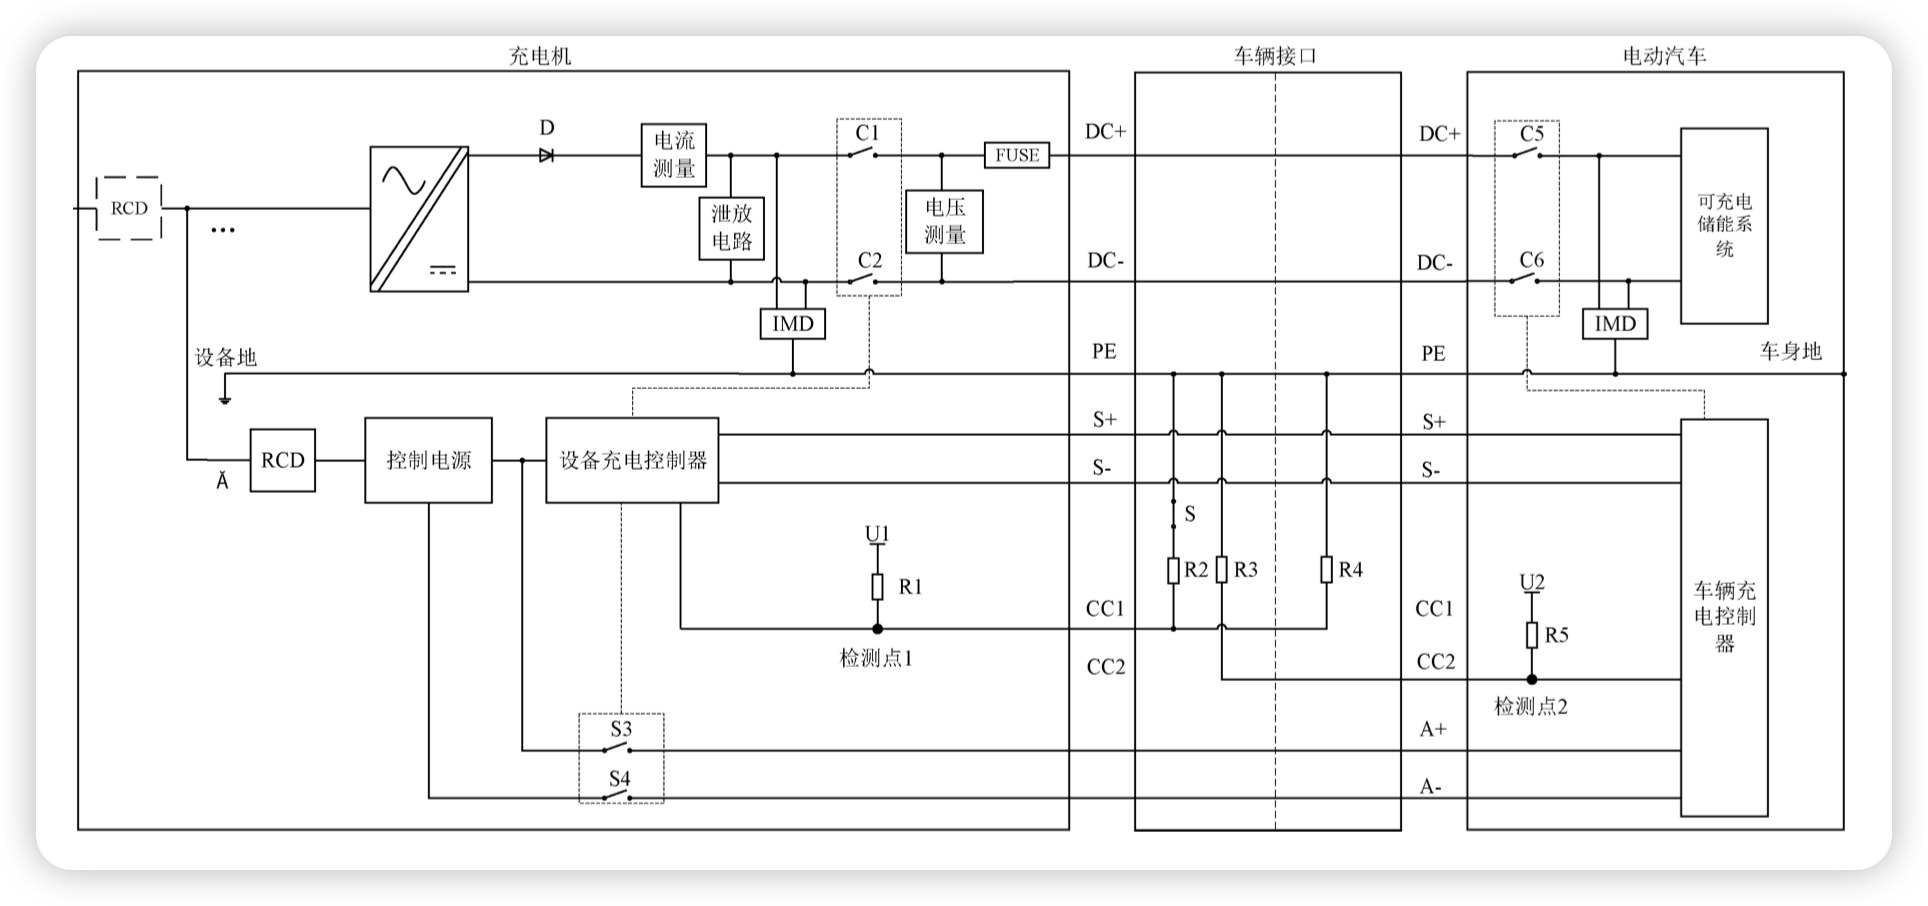 充电机
车辆接口
电动汽车
D
电流
测量
C1
FUSE
DC+
DC+
C5
RCD
...
泄放
电路
电压
测量
可充电
储能系
统
C2
DC-
DC-
C6
IMD
IMD
设备地
PE
PE
车身地
S+
S+
Ă
RCD
控制电源
设备充电控制器
S-
S-
S
U1
R1
R2
R3
R4
U2
R5
车辆充
电控制
器
CC1
CC1
检测点1
CC2
CC2
检测点2
S3
A+
S4
A-